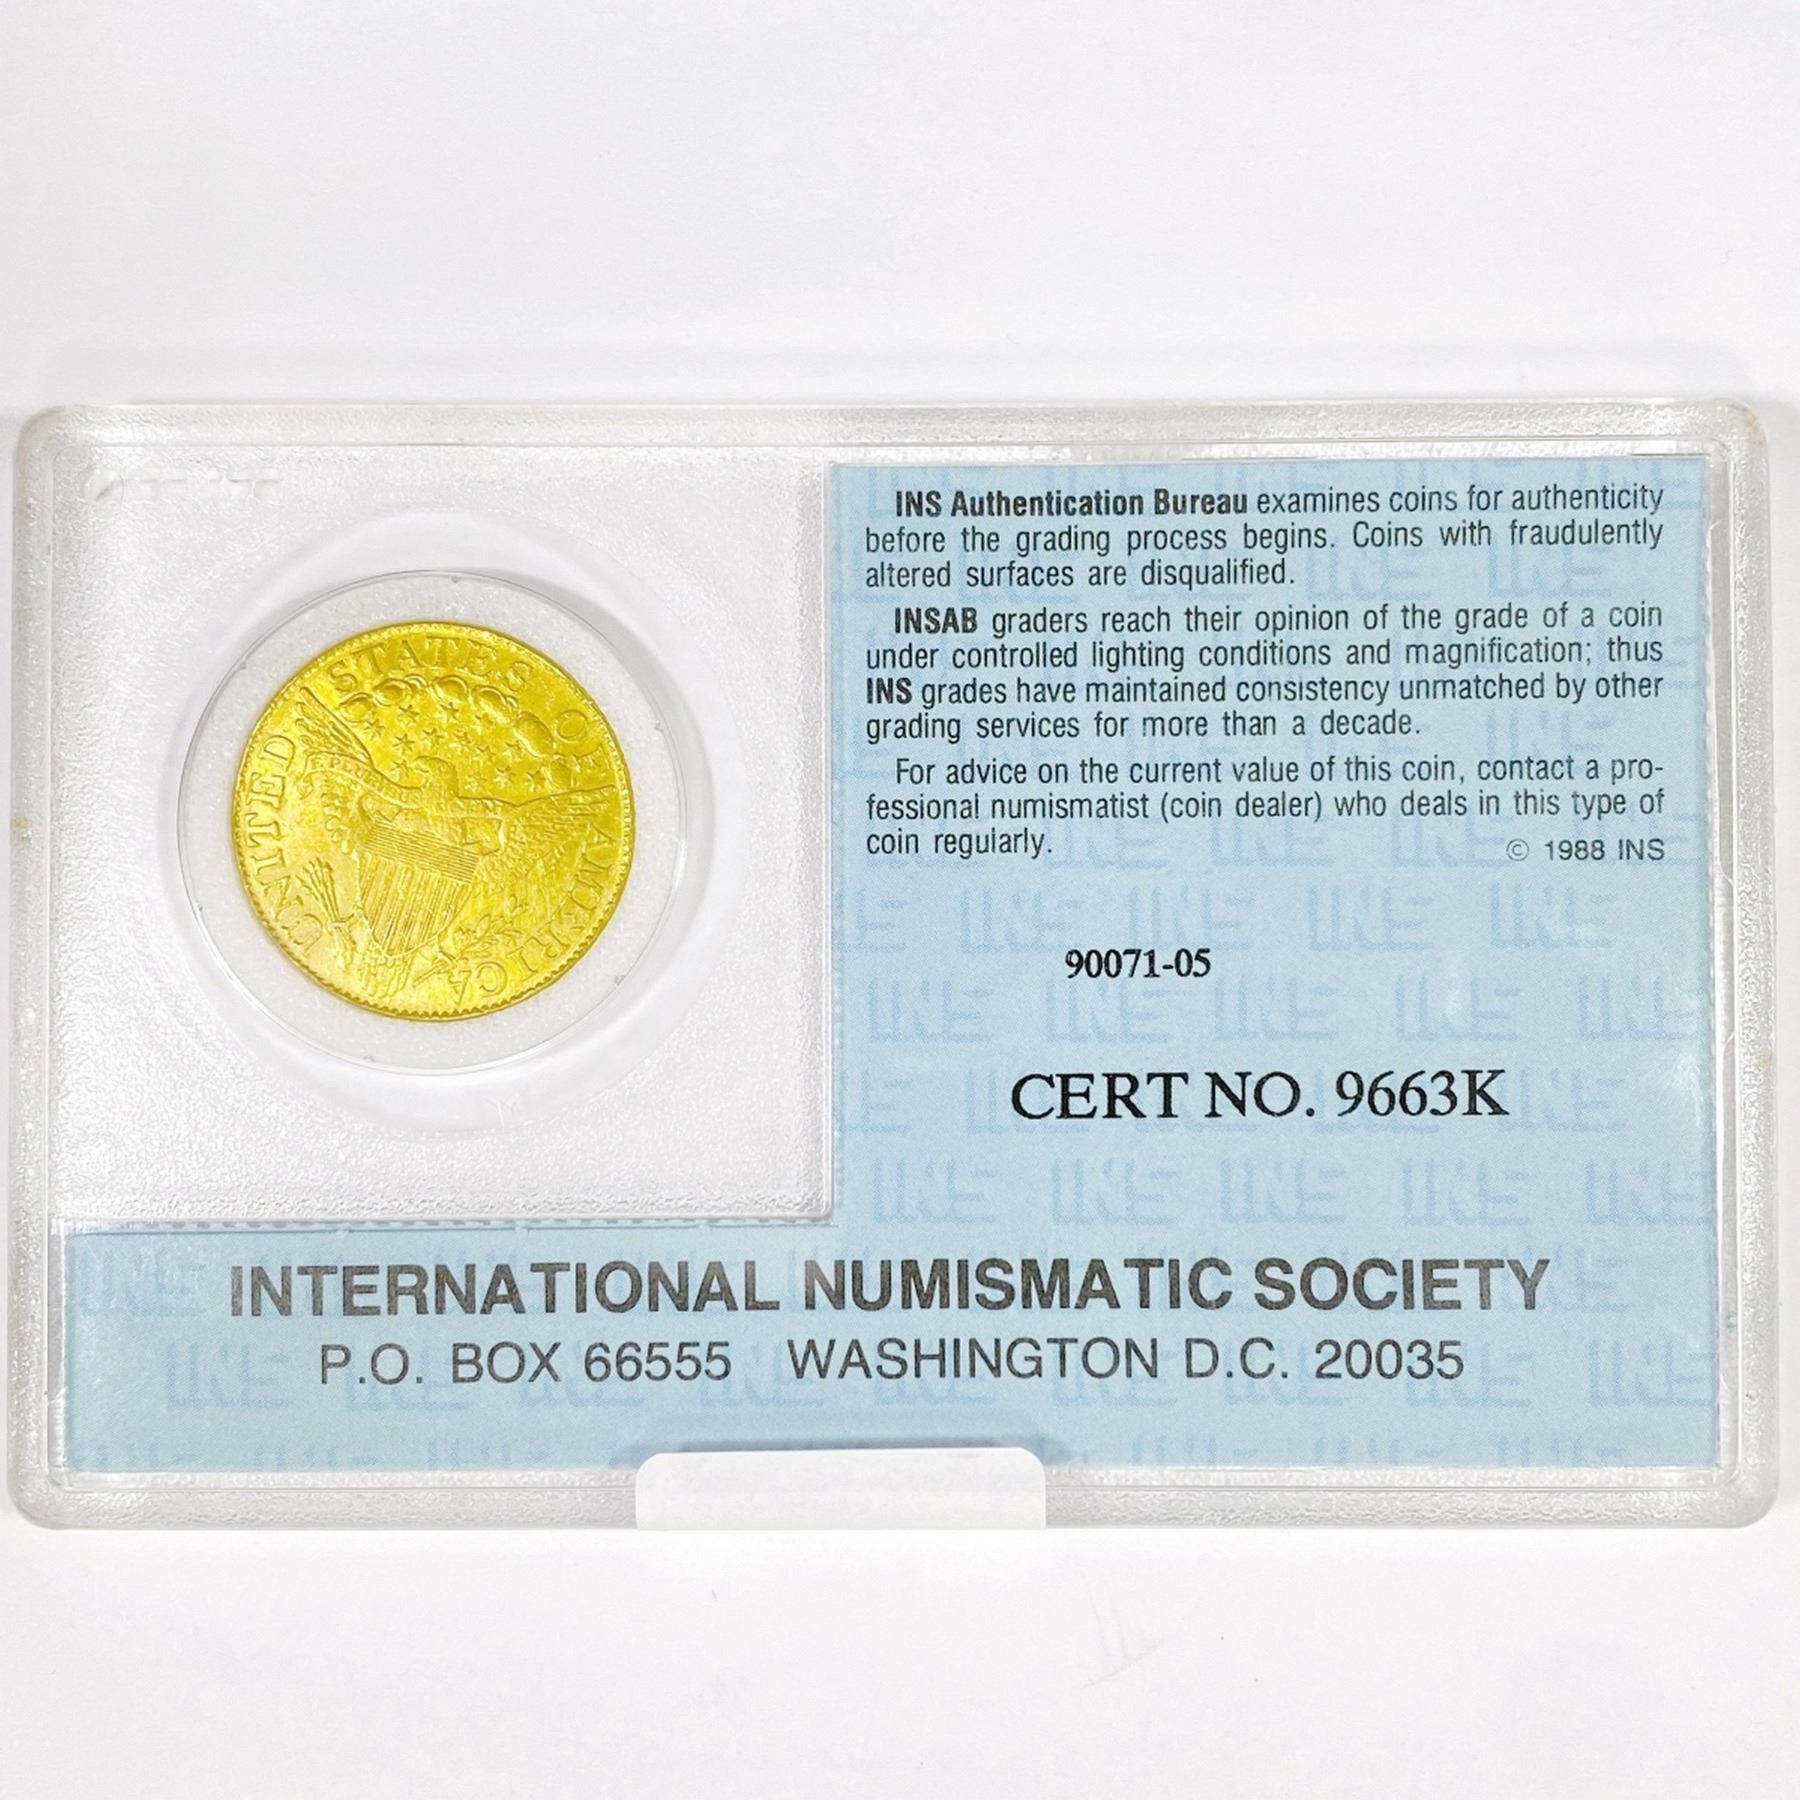 UNITED STATES OF AMERICA
E PLURIBUS
INS Authentication Bureau examines coins for authenticity
before the grading process begins. Coins with fraudulently
altered surfaces are disqualified.
INSAB graders reach their opinion of the grade of a coin
under controlled lighting conditions and magnification; thus
INS grades have maintained consistency unmatched by other
grading services for more than a decade.
For advice on the current value of this coin, contact a pro-
fessional numismatist (coin dealer) who deals in this type of
coin regularly.
© 1988 INS
90071-05
CERT NO. 9663K
INTERNATIONAL NUMISMATIC SOCIETY
P.O. BOX 66555 WASHINGTON D.C. 20035